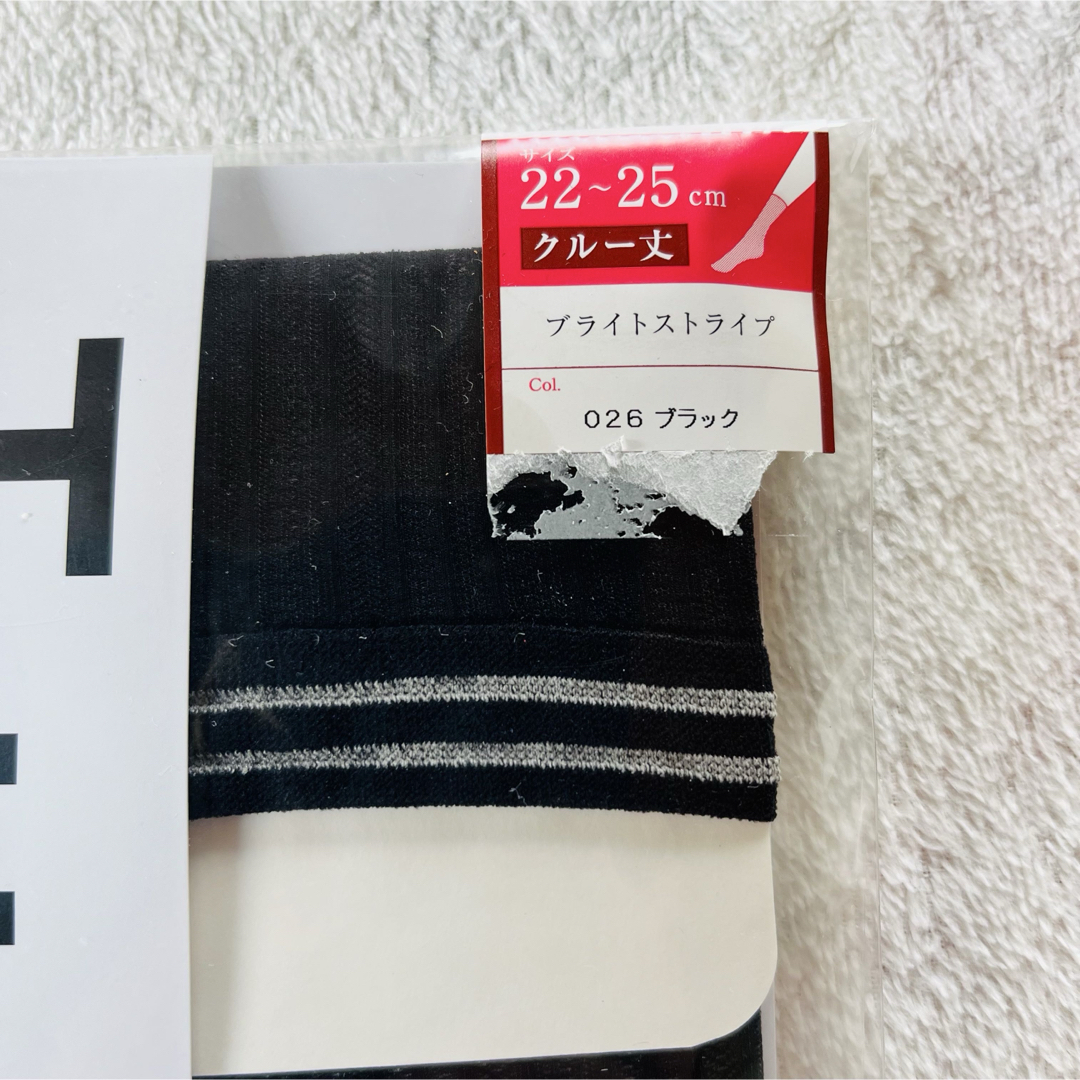 サイズ
22~25cm
クルー丈
ブライトストライプ
Col.
026 ブラック
H